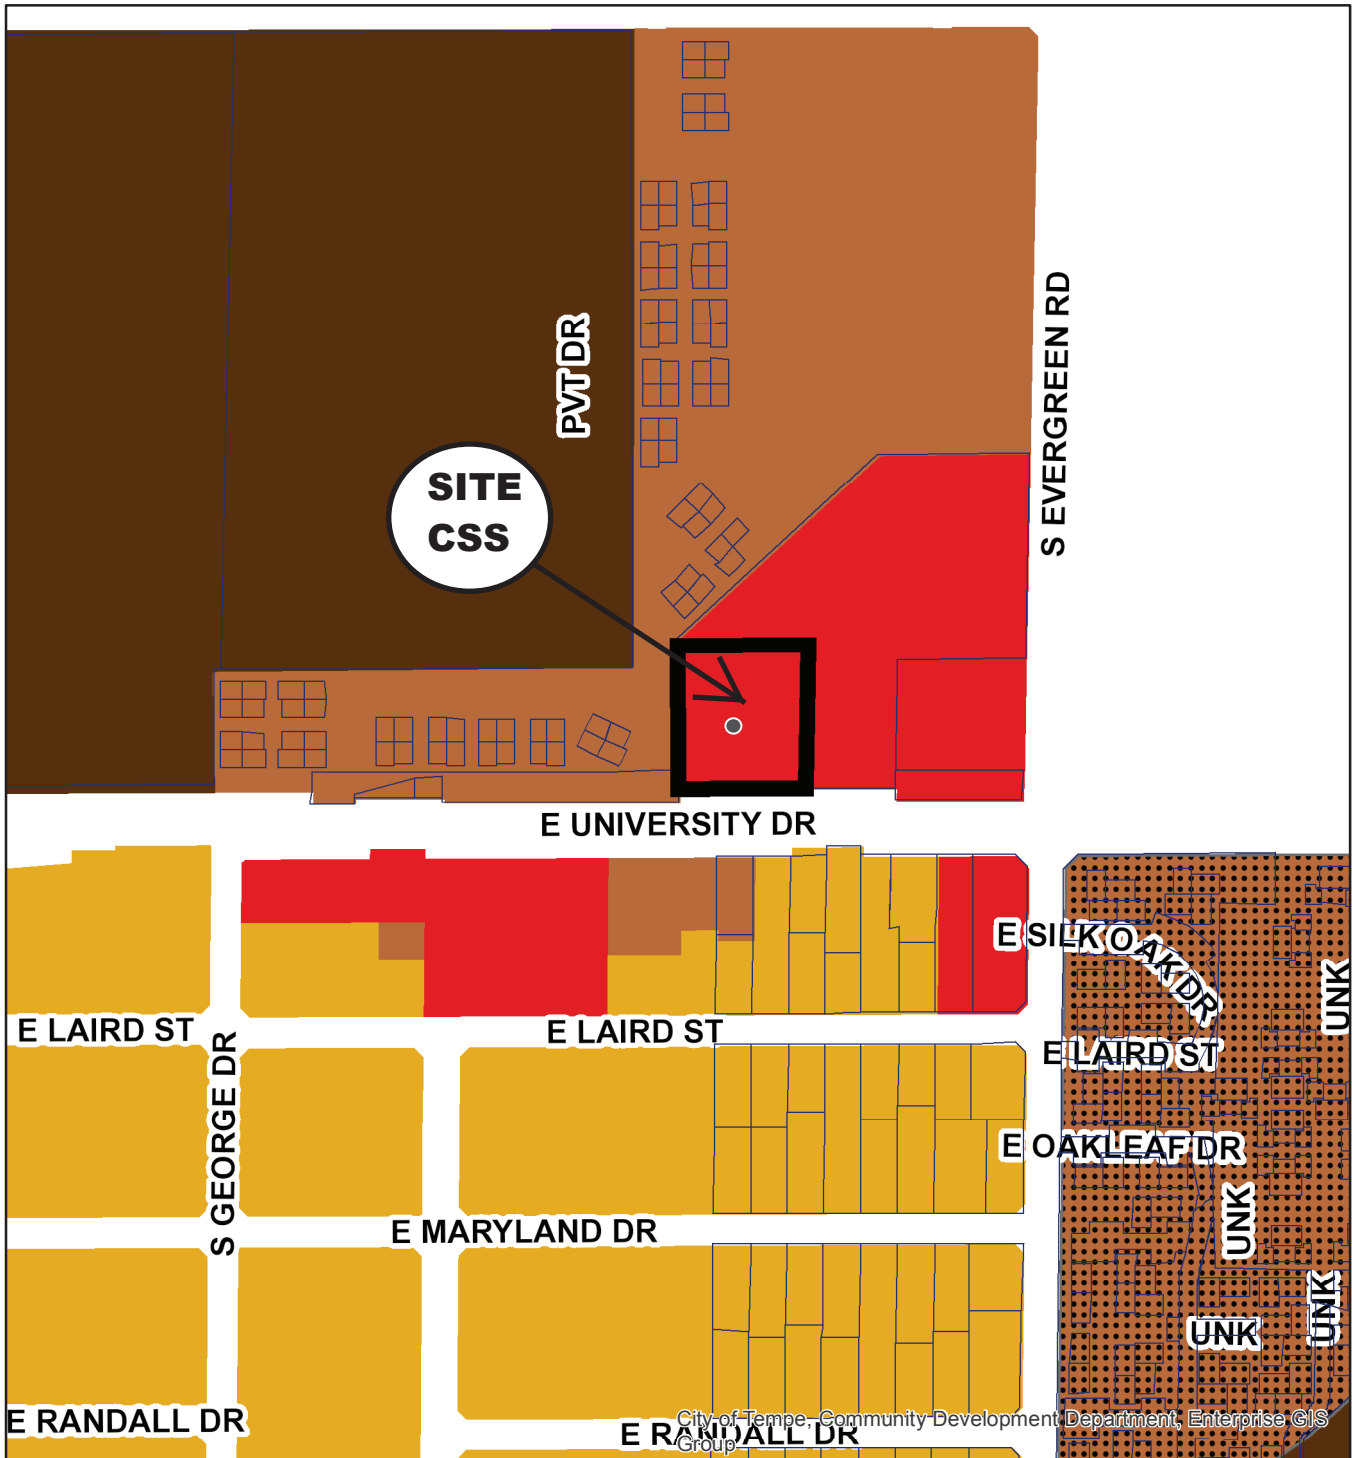 PVT DR
S EVERGREEN RD
SITE
CSS
E UNIVERSITY DR
E SILK OAK DR
UNK
E LAIRD ST
E LAIRD ST
E LAIRD ST
S GEORGE DR
E OAKLEAF DR
UNK
E MARYLAND DR
UNK
UNK
E RANDALL DR
E RANDALL DR
City of Tempe, Community Development Department, Enterprise GIS
Group